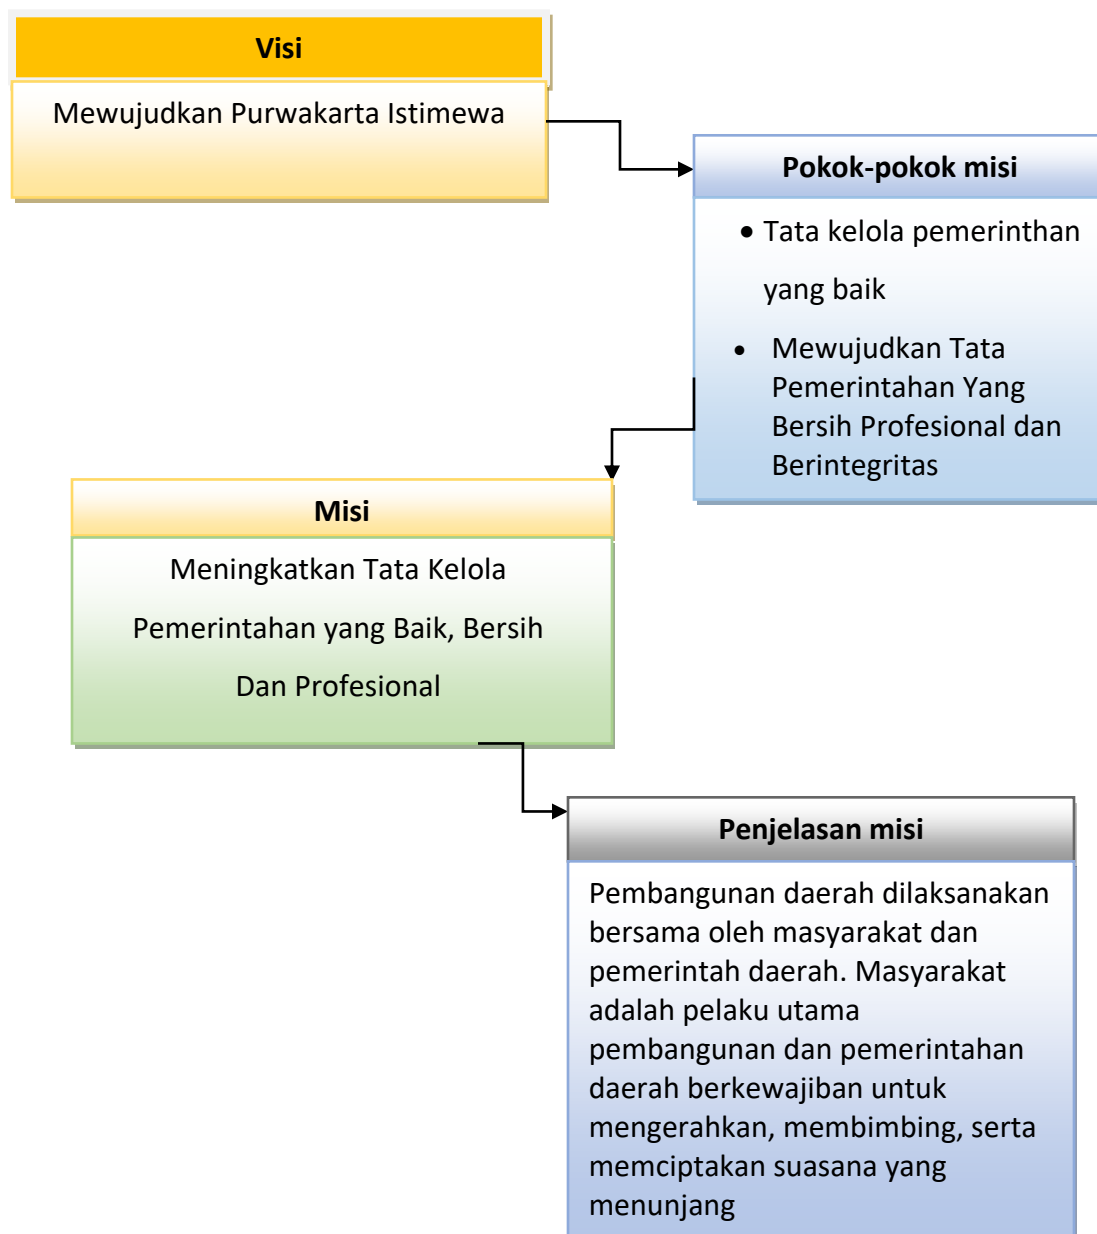 Visi
Mewujudkan Purwakarta Istimewa
Pokok-pokok misi
• Tata kelola pemerinthan
yang baik
• Mewujudkan Tata
Pemerintahan Yang
Bersih Profesional dan
Berintegritas
Misi
Meningkatkan Tata Kelola
Pemerintahan yang Baik, Bersih
Dan Profesional
Penjelasan misi
Pembangunan daerah dilaksanakan
bersama oleh masyarakat dan
pemerintah daerah. Masyarakat
adalah pelaku utama
pembangunan dan pemerintahan
daerah berkewajiban untuk
mengerahkan, membimbing, serta
memciptakan suasana yang
menunjang